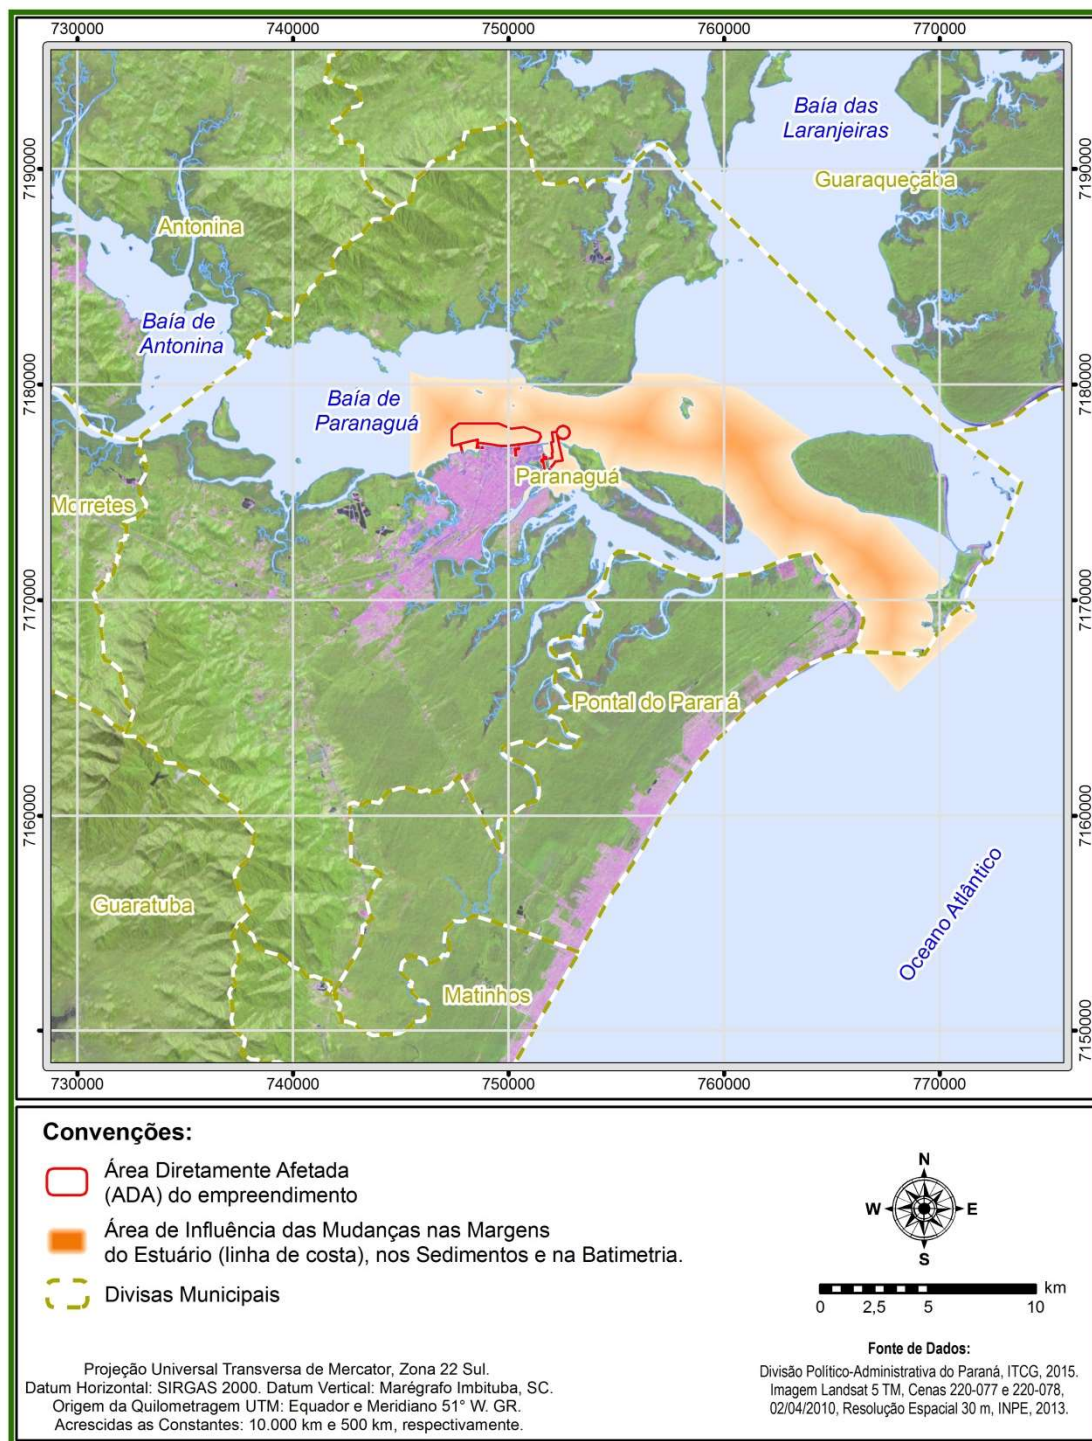 730000 740000 750000 760000 770000
Baía das
Laranjeiras
7190000
7190000
Guaraqueçaba
Antonina
Baía de
Antonina
7180000
7180000
Baía de
Paranaguá
Paranaguá
Morretes
7170000
7170000
Pontal do Paraná
7160000
7160000
Guaratuba
Oceano Atlântico
Matinhos
7150000
730000 740000 750000 760000 770000
Convenções:
Área Diretamente Afetada
(ADA) do empreendimento
Área de Influência das Mudanças nas Margens
do Estuário (linha de costa), nos Sedimentos e na Batimetria.
Divisas Municipais
N
W E
S
km
0 2,5 5 10
Projeção Universal Transversa de Mercator, Zona 22 Sul.
Datum Horizontal: SIRGAS 2000. Datum Vertical: Marégrafo Imbituba, SC.
Origem da Quilometragem UTM: Equador e Meridiano 51° W. GR.
Acrescidas as Constantes: 10.000 km e 500 km, respectivamente.
Fonte de Dados:
Divisão Político-Administrativa do Paraná, ITCG, 2015.
Imagem Landsat 5 TM, Cenas 220-077 e 220-078,
02/04/2010, Resolução Espacial 30 m, INPE, 2013.